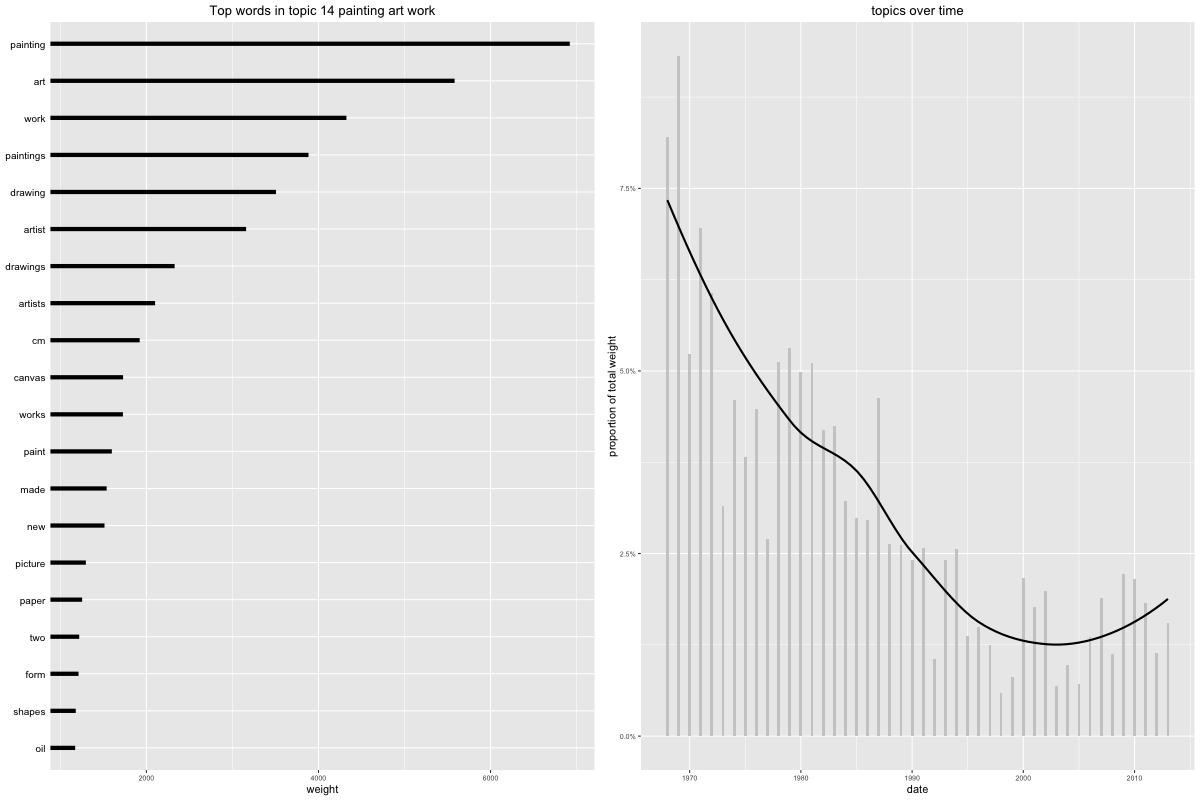 Top words in topic 14 painting art work
painting
art
work
paintings
drawing
artist
drawings
artists
cm
canvas
works
paint
made
new
picture
paper
two
form
shapes
oil
2000
4000
6000
weight
topics over time
proportion of total weight
7.5%
5.0%
2.5%
0.0%
1970
1980
1990
2000
2010
date